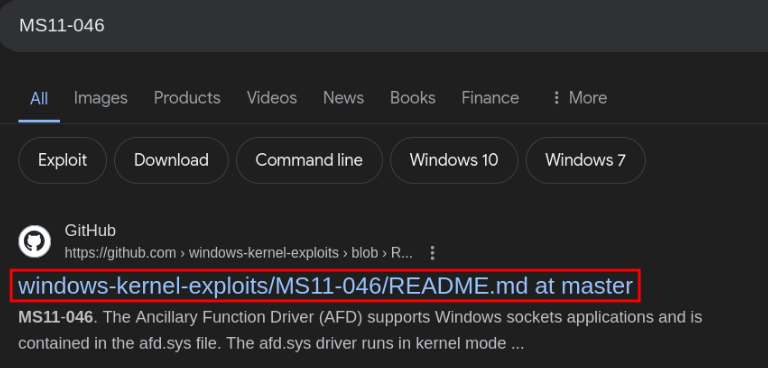 MS11-046
All Images Products Videos News Books Finance More
Exploit Download Command line Windows 10 Windows 7
GitHub
https://github.com › windows-kernel-exploits › blob › R...
windows-kernel-exploits/MS11-046/README.md at master
MS11-046. The Ancillary Function Driver (AFD) supports Windows sockets applications and is
contained in the afd.sys file. The afd.sys driver runs in kernel mode ...